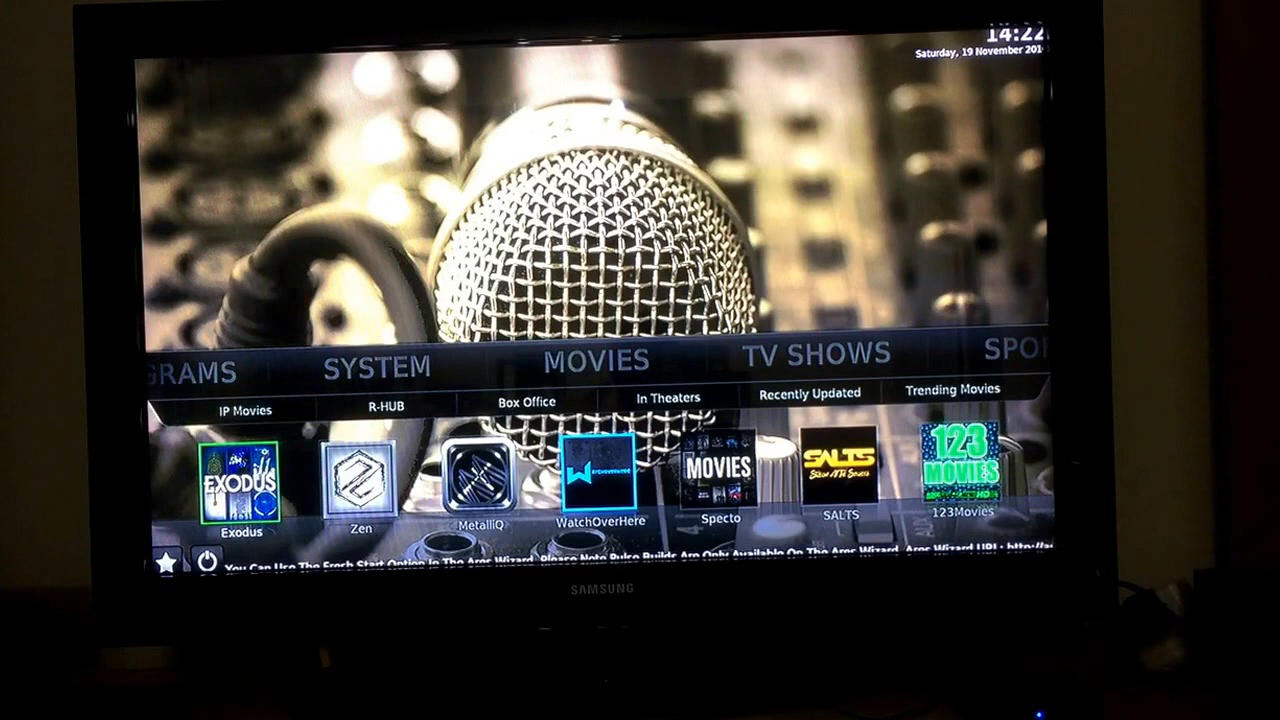 14:22
Saturday, 19 November 201
GRAMS SYSTEM MOVIES TV SHOWS SPO
IP Movies R-HUB Box Office In Theaters Recently Updated Trending Movies
EXODUS MOVIES SALTS 123 MOVIES
Exodus Zen MetalliQ WatchOverHere Specto SALTS 123Movies
You Can Use The Fresh Start Option In The Ares Wizard Please Note Pulse Builds Are Only Available On The Ares Wizard Ares Wizard URL: http://a
SAMSUNG